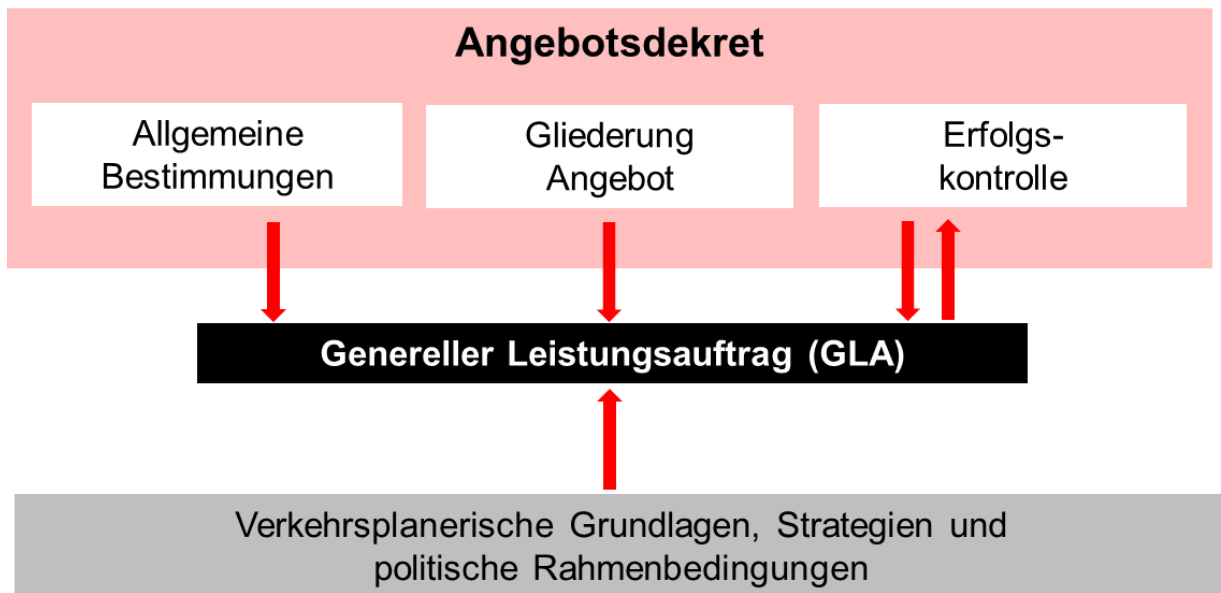 Angebotsdekret
Allgemeine
Bestimmungen
Gliederung
Angebot
Erfolgs-
kontrolle
Genereller Leistungsauftrag (GLA)
Verkehrsplanerische Grundlagen, Strategien und
politische Rahmenbedingungen